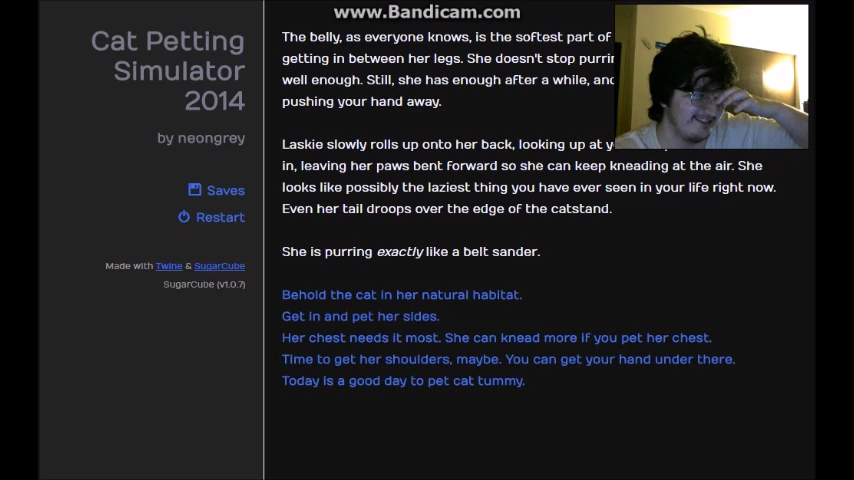 www.Bandicam.com
Cat Petting
Simulator
2014
by neongrey
Saves
Restart
Made with Twine & SugarCube
SugarCube (v1.0.7)
The belly, as everyone knows, is the softest part of
getting in between her legs. She doesn't stop
well enough. Still, she has enough after a while, and
pushing your hand away.
Laskie slowly rolls up onto her back, looking up at
in, leaving her paws bent forward so she can keep kneading at the air. She
looks like possibly the laziest thing you have ever seen in your life right now.
Even her tail droops over the edge of the catstand.
She is purring exactly like a belt sander.
Behold the cat in her natural habitat.
Get in and pet her sides.
Her chest needs it most. She can knead more if you pet her chest.
Time to get her shoulders, maybe. You can get your hand under there.
Today is a good day to pet cat tummy.